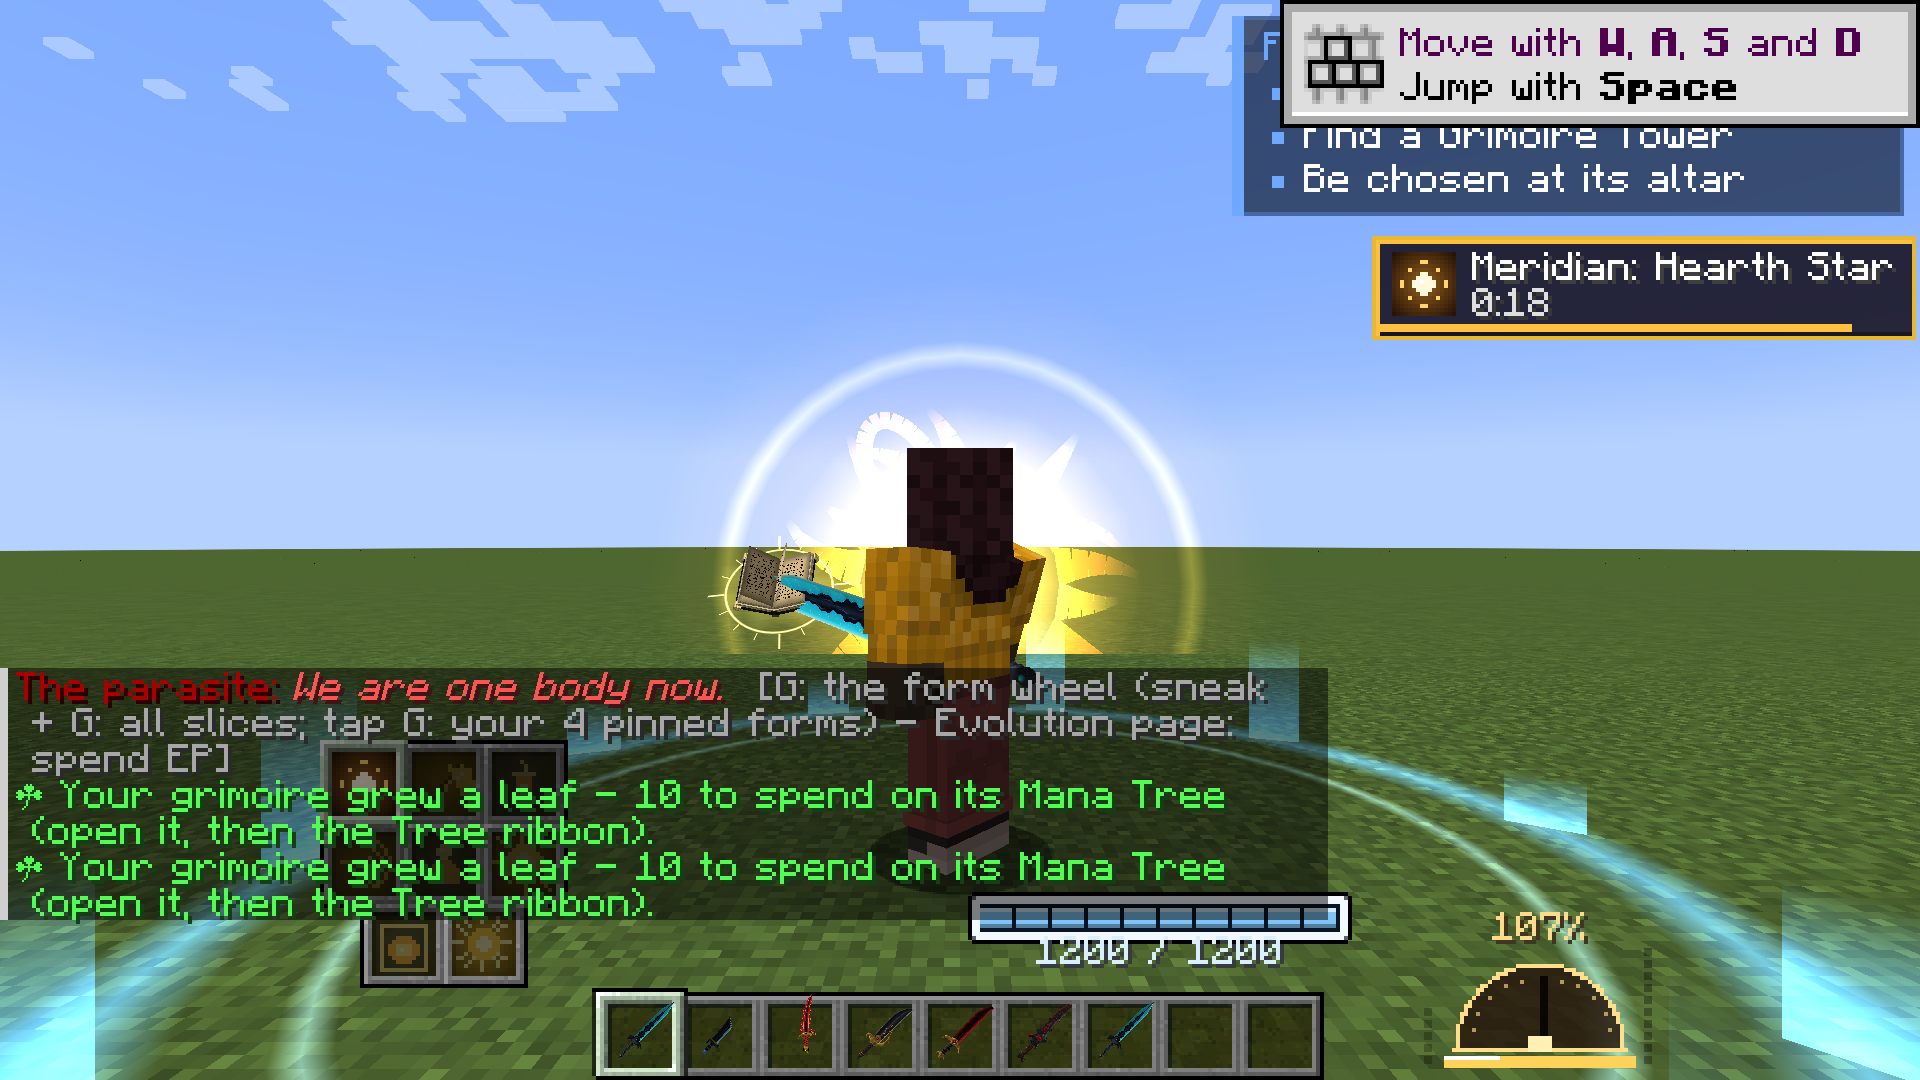 Move with W, A, S and D
Jump with Space
F
Find a Grimoire Tower
Be chosen at its altar
Meridian: Hearth Star
0:18
The parasite: We are one body now. [G: the form wheel (sneak
+ G: all slices; tap G: your 4 pinned forms) – Evolution page:
spend EP]
☘ Your grimoire grew a leaf – 10 to spend on its Mana Tree
(open it, then the Tree ribbon).
☘ Your grimoire grew a leaf – 10 to spend on its Mana Tree
(open it, then the Tree ribbon).
1200 / 1200
107%